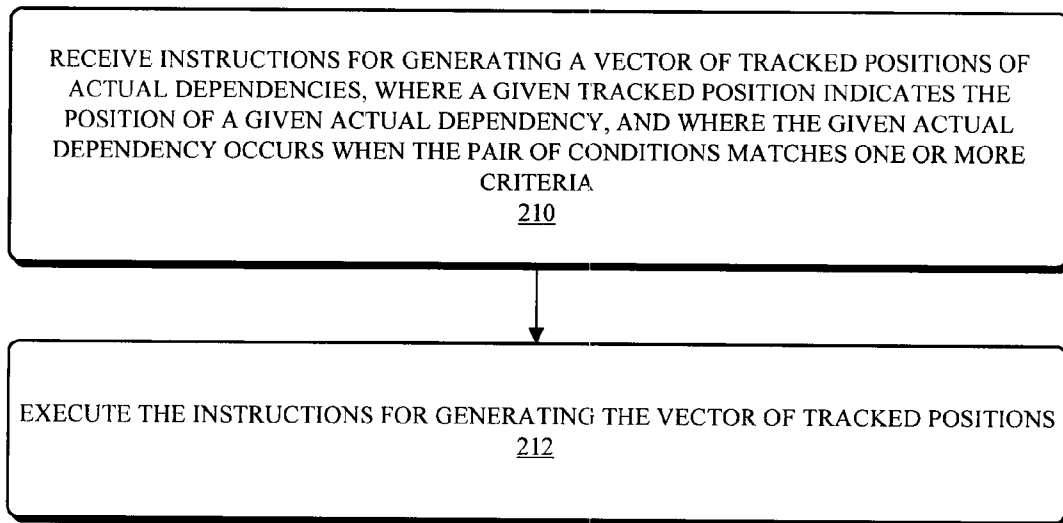 RECEIVE INSTRUCTIONS FOR GENERATING A VECTOR OF TRACKED POSITIONS OF
ACTUAL DEPENDENCIES, WHERE A GIVEN TRACKED POSITION INDICATES THE
POSITION OF A GIVEN ACTUAL DEPENDENCY, AND WHERE THE GIVEN ACTUAL
DEPENDENCY OCCURS WHEN THE PAIR OF CONDITIONS MATCHES ONE OR MORE
CRITERIA
210
EXECUTE THE INSTRUCTIONS FOR GENERATING THE VECTOR OF TRACKED POSITIONS
212